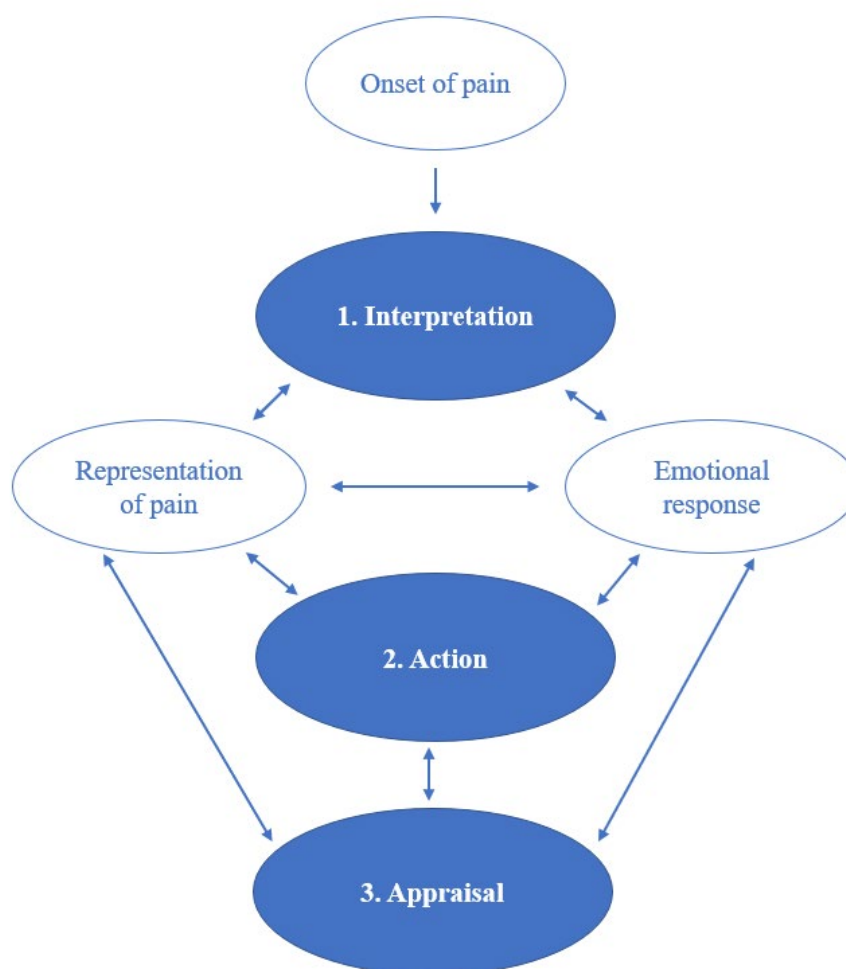 Onset of pain
1. Interpretation
Representation
of pain
Emotional
response
2. Action
3. Appraisal